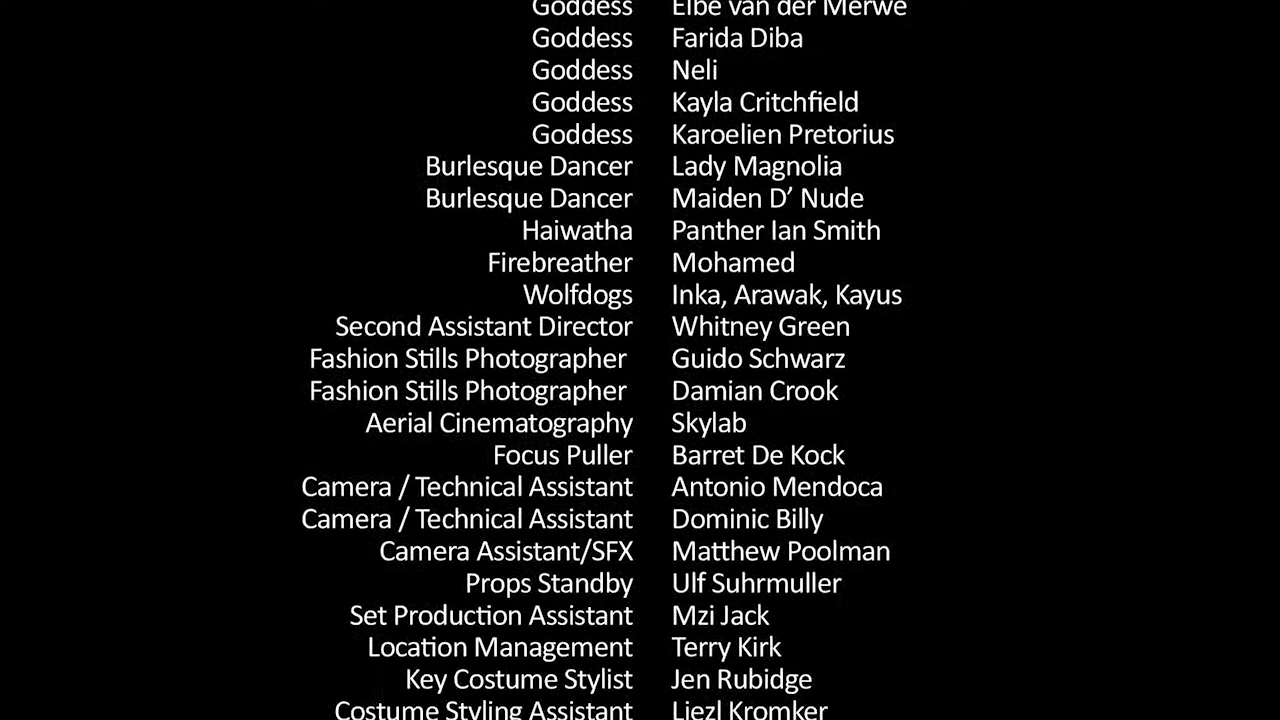 Goddess Elbe van der Merwe
Goddess Farida Diba
Goddess Neli
Goddess Kayla Critchfield
Goddess Karoelien Pretorius
Burlesque Dancer Lady Magnolia
Burlesque Dancer Maiden D’ Nude
Haiwatha Panther Ian Smith
Firebreather Mohamed
Wolfdogs Inka, Arawak, Kayus
Second Assistant Director Whitney Green
Fashion Stills Photographer Guido Schwarz
Fashion Stills Photographer Damian Crook
Aerial Cinematography Skylab
Focus Puller Barret De Kock
Camera / Technical Assistant Antonio Mendoca
Camera / Technical Assistant Dominic Billy
Camera Assistant/SFX Matthew Poolman
Props Standby Ulf Suhrmuller
Set Production Assistant Mzi Jack
Location Management Terry Kirk
Key Costume Stylist Jen Rubidge
Costume Styling Assistant Liezl Kromker